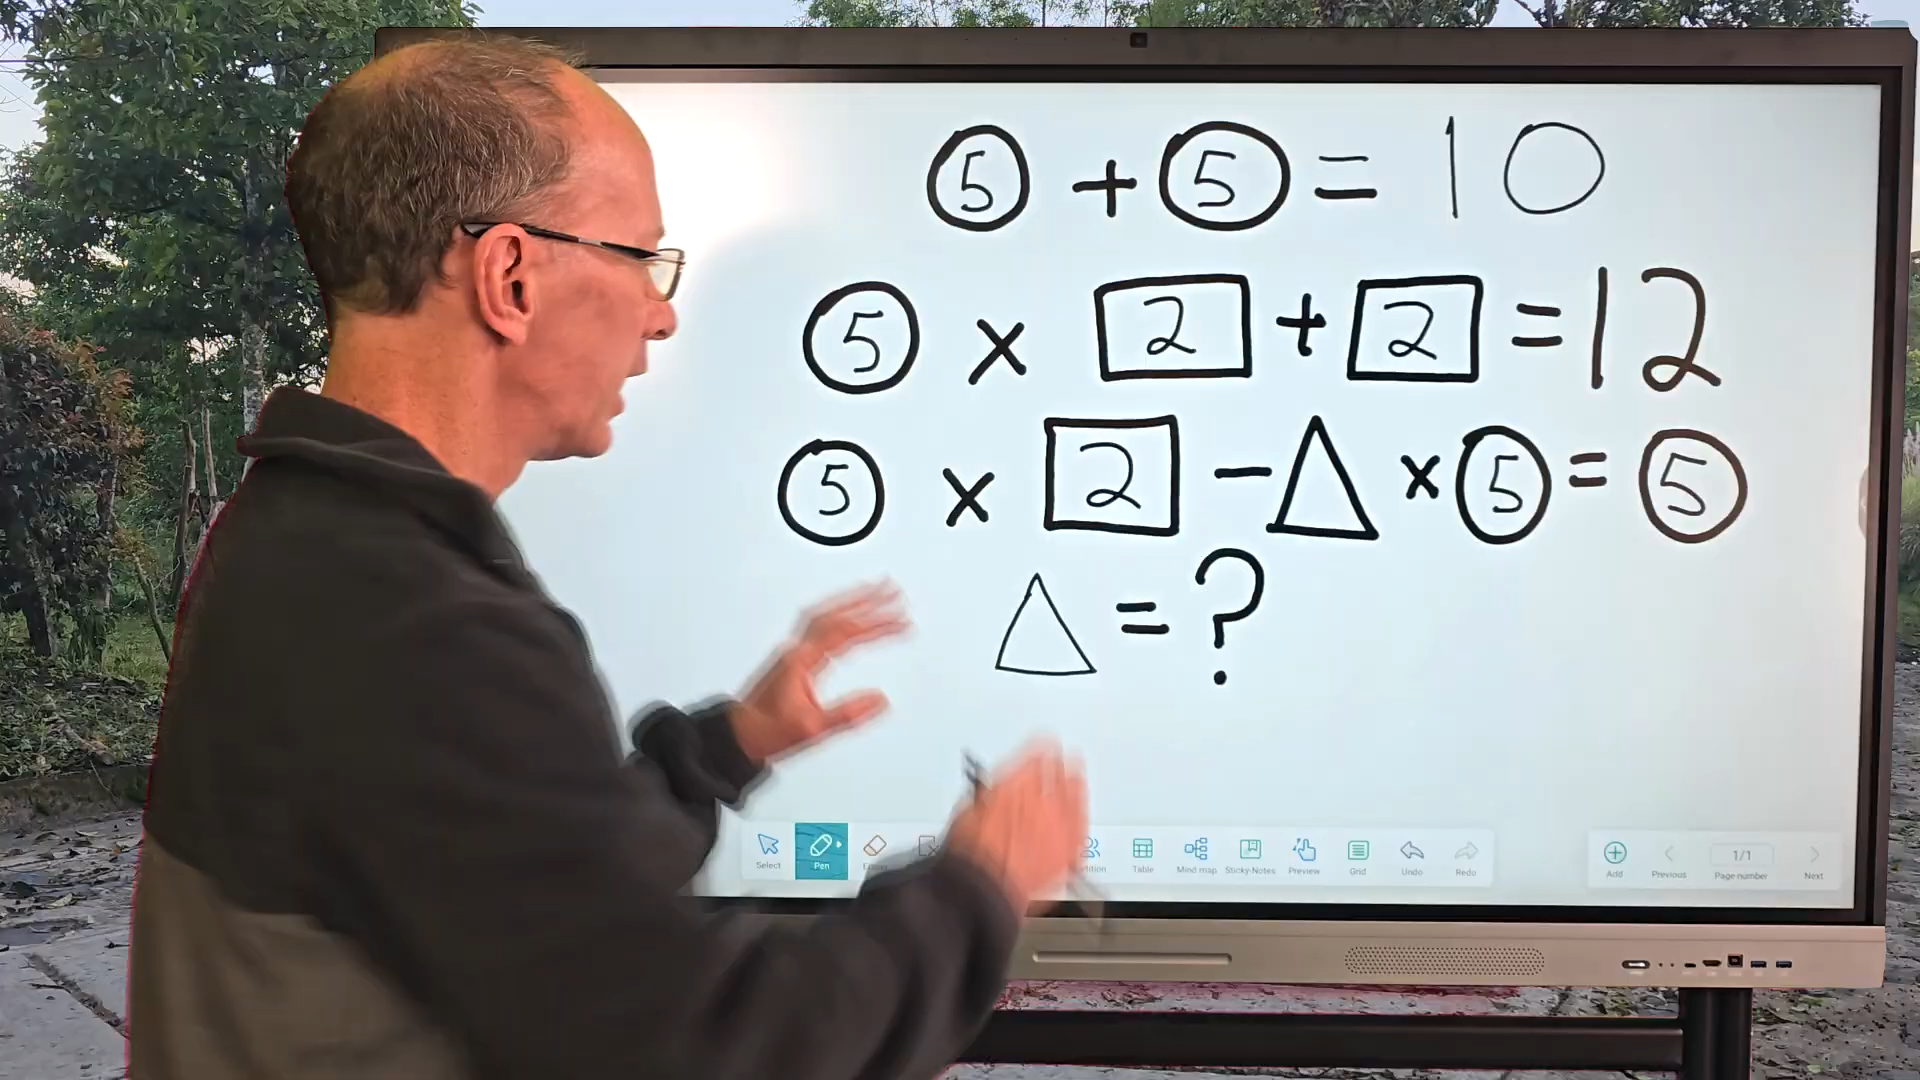 5 + 5 = 10
5 × 2 + 2 = 12
5 × 2 - △ × 5 = 5
△ = ?
Select Pen Table Mind map Sticky-Notes Preview Grid Undo Redo Add Previous 1/1 Page number Next